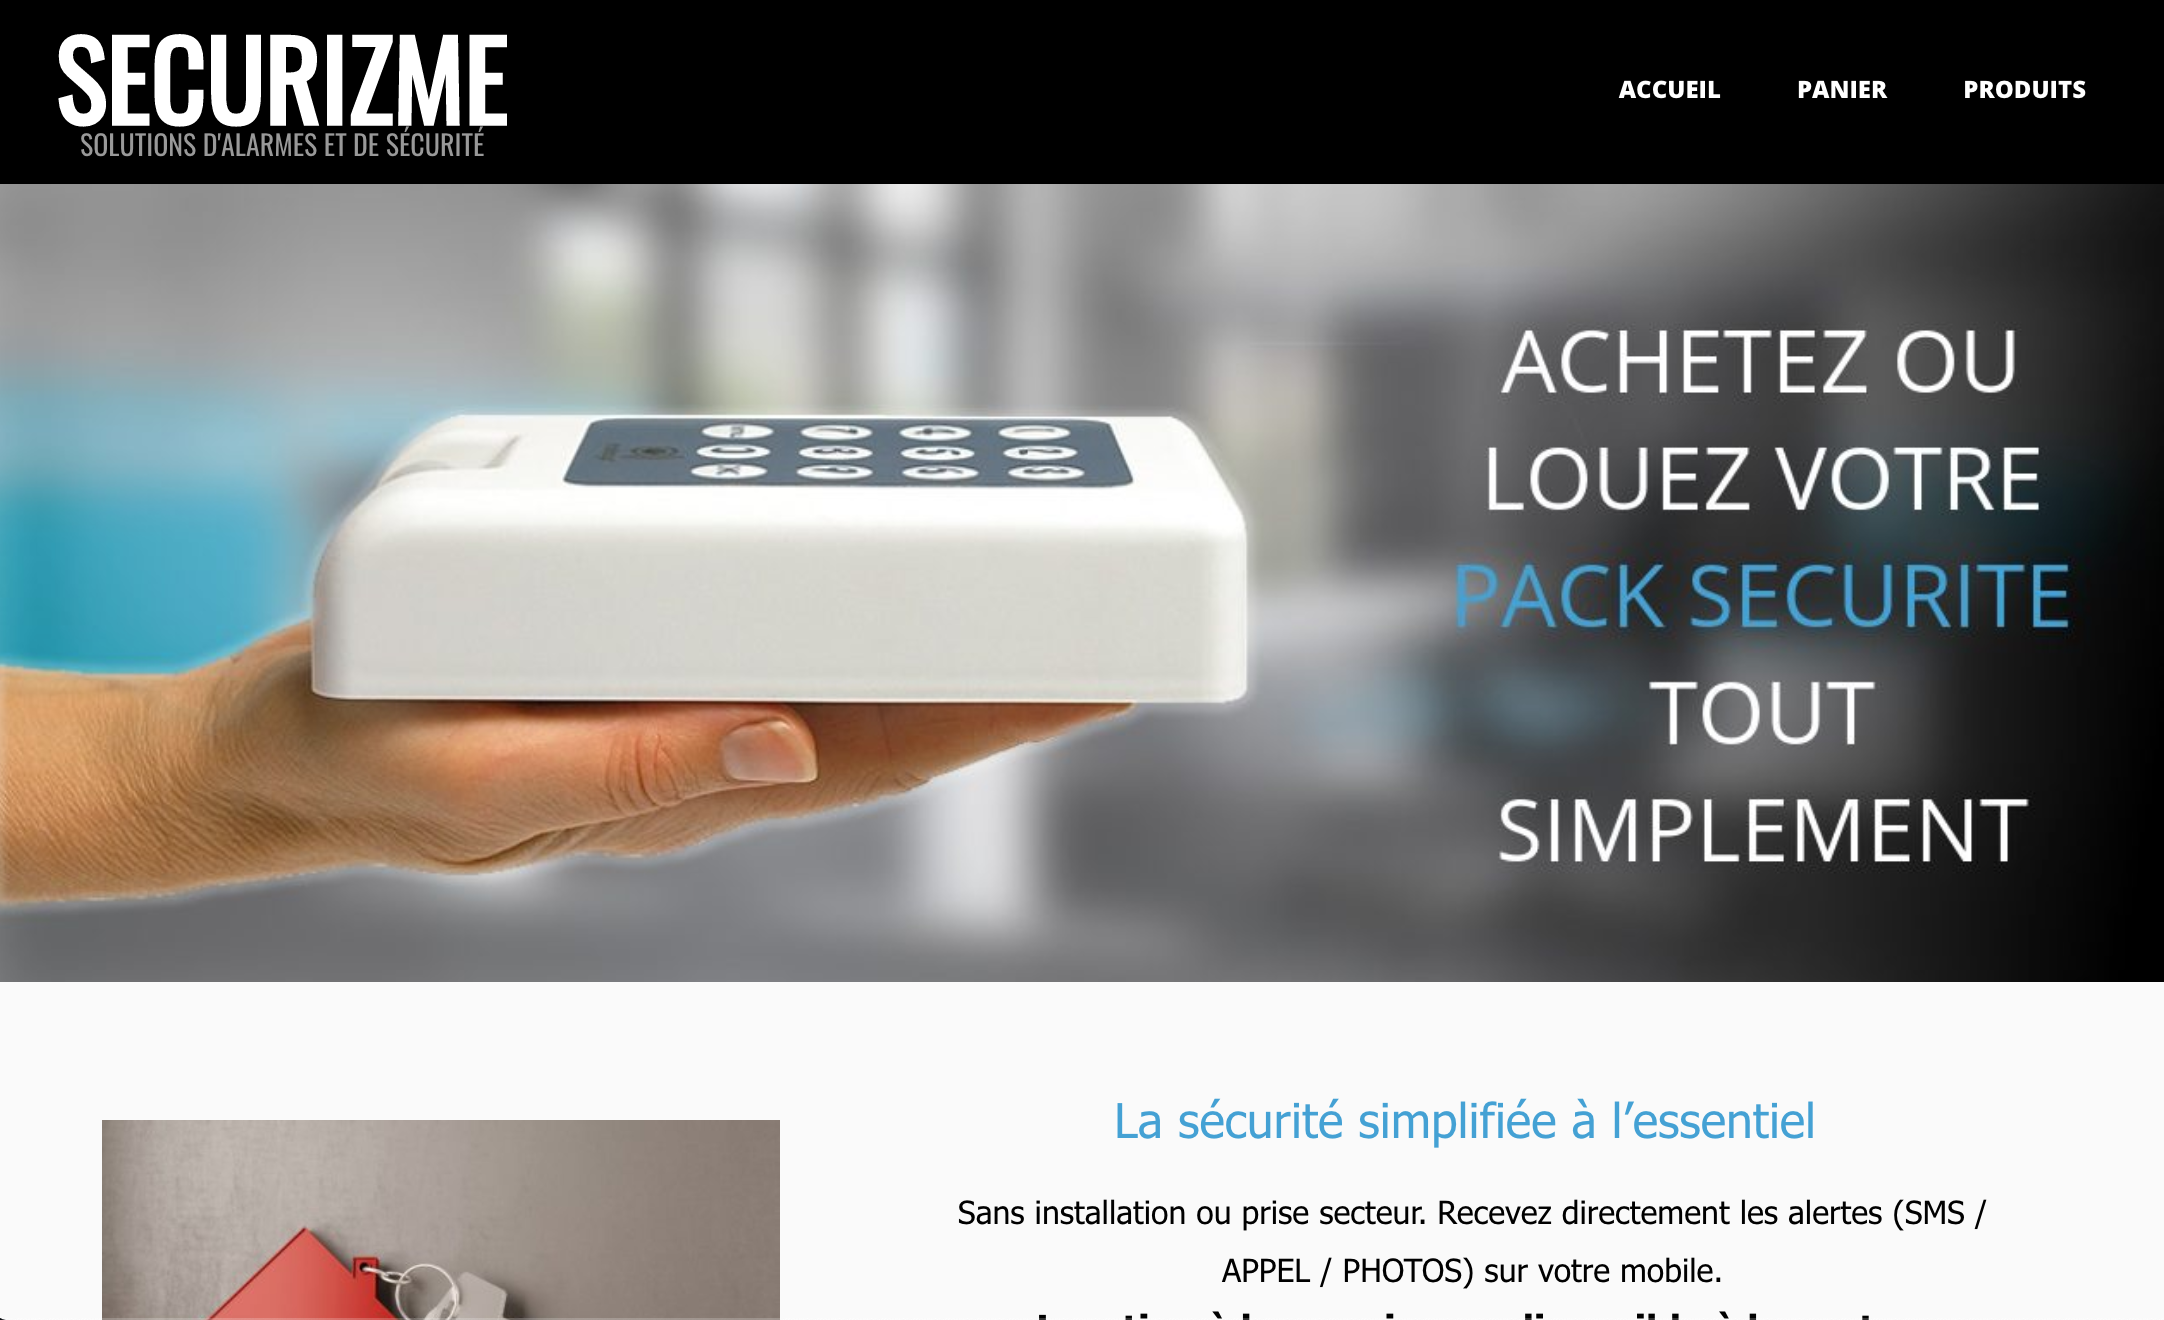 SECURIZME
SOLUTIONS D'ALARMES ET DE SÉCURITÉ
ACCUEIL PANIER PRODUITS
ACHETEZ OU
LOUEZ VOTRE
PACK SECURITE
TOUT
SIMPLEMENT
La sécurité simplifiée à l’essentiel
Sans installation ou prise secteur. Recevez directement les alertes (SMS /
APPEL / PHOTOS) sur votre mobile.